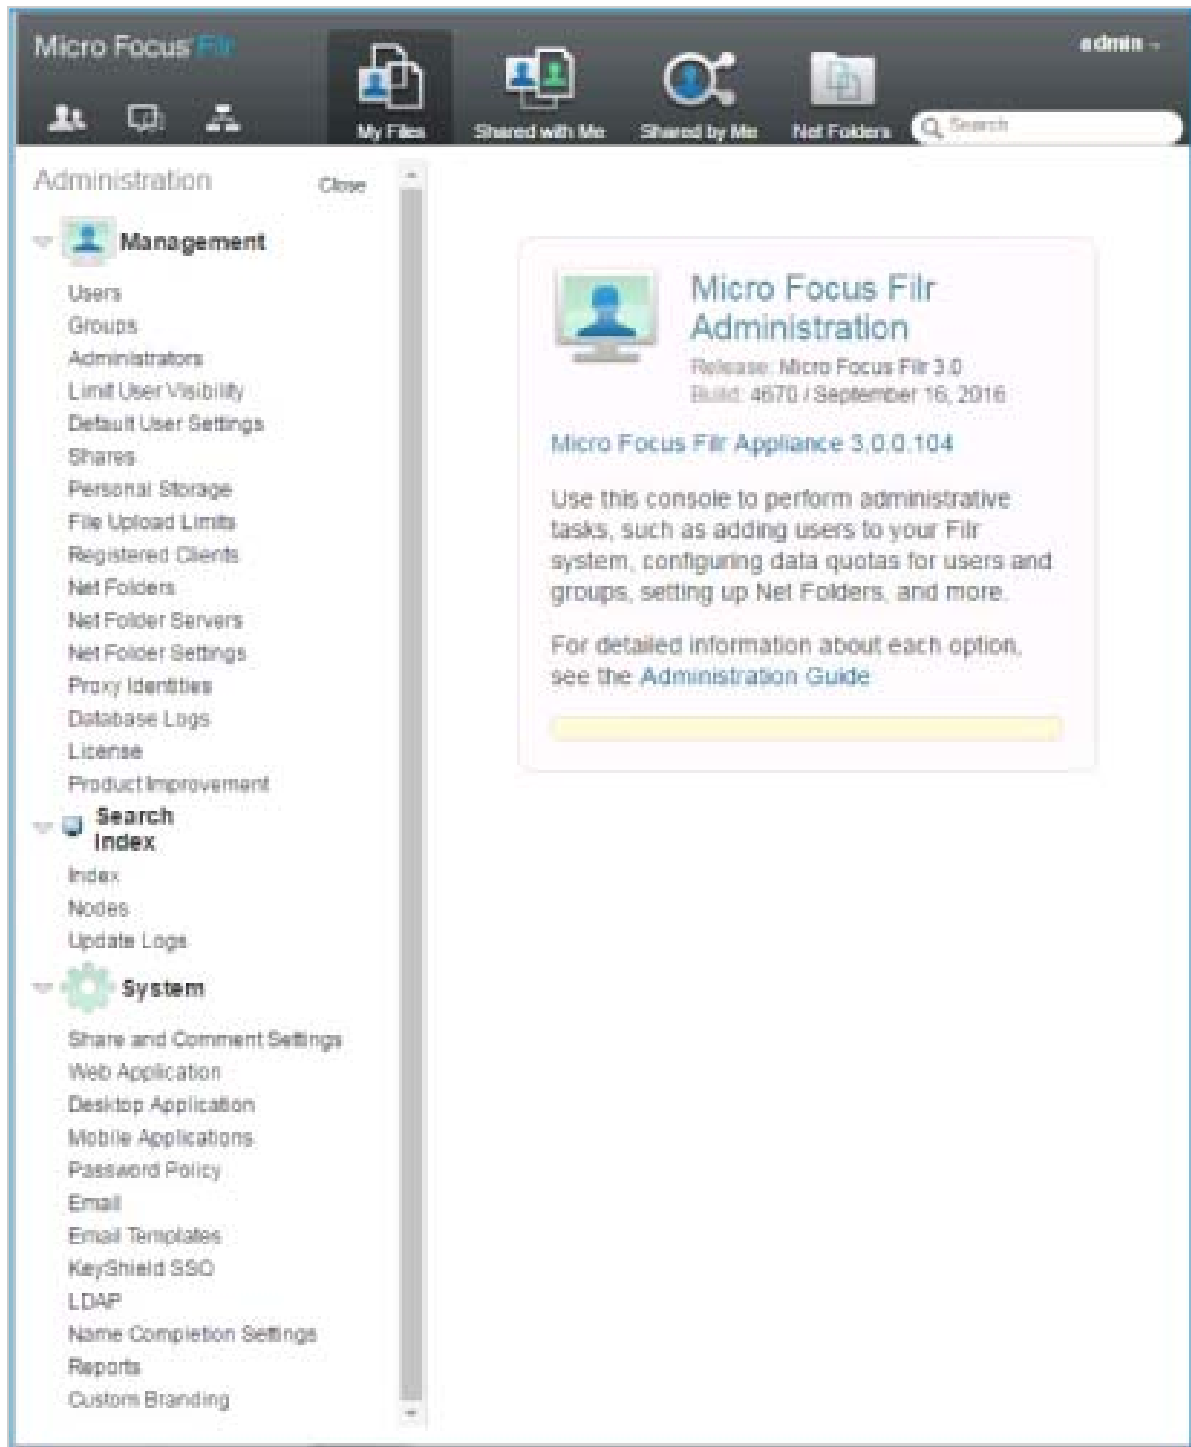 Micro Focus Filr
admin
My Files
Shared with Me
Shared by Me
Net Folders
Search
Administration
Close
Management
Users
Groups
Administrators
Limit User Visibility
Default User Settings
Shares
Personal Storage
File Upload Limits
Registered Clients
Net Folders
Net Folder Servers
Net Folder Settings
Proxy Identities
Database Logs
License
Product Improvement
Search
Index
Index
Nodes
Update Logs
System
Share and Comment Settings
Web Application
Desktop Application
Mobile Applications
Password Policy
Email
Email Templates
KeyShield SSO
LDAP
Name Completion Settings
Reports
Custom Branding
Micro Focus Filr
Administration
Release: Micro Focus Filr 3.0
Build: 4670 / September 16, 2016
Micro Focus Filr Appliance 3.0.0.104
Use this console to perform administrative
tasks, such as adding users to your Filr
system, configuring data quotas for users and
groups, setting up Net Folders, and more.
For detailed information about each option,
see the Administration Guide